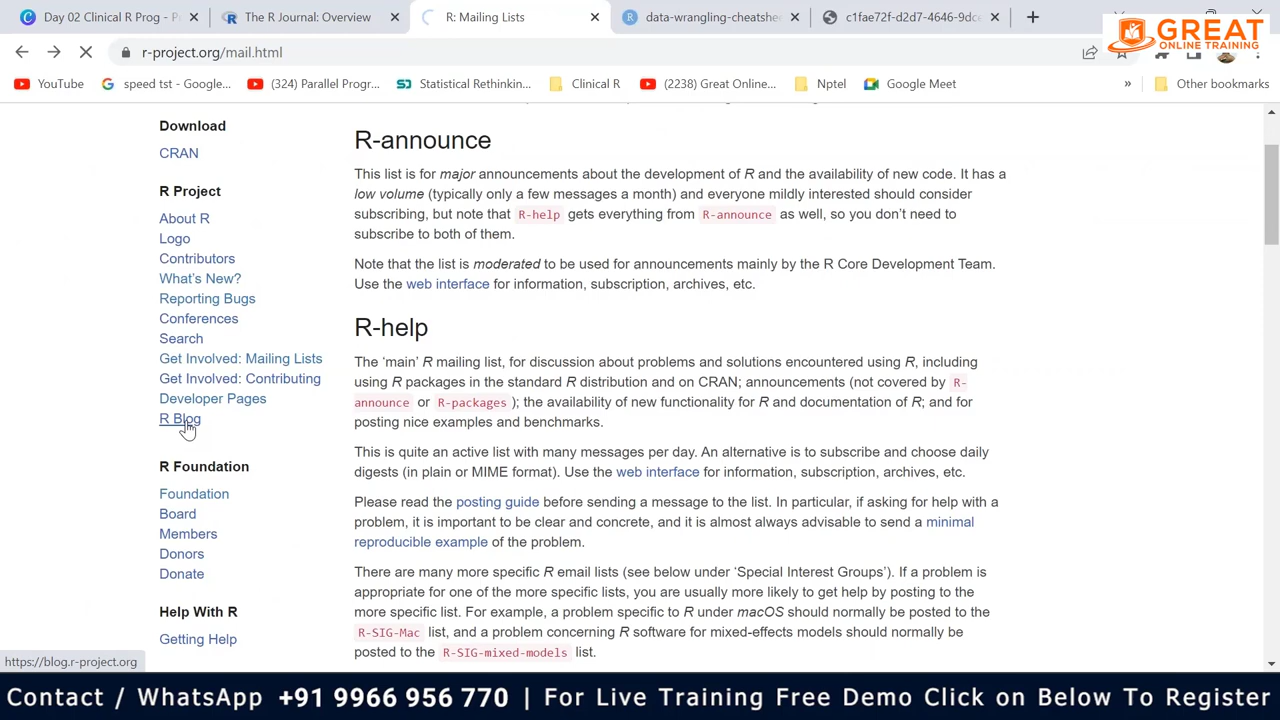 Day 02 Clinical R Prog - P
The R Journal: Overview
R: Mailing Lists
data-wrangling-cheatshe
c1fae72f-d2d7-4646-9dce
GREAT
ONLINE TRAINING
r-project.org/mail.html
YouTube
speed tst - Google...
(324) Parallel Progr...
Statistical Rethinkin...
Clinical R
(2238) Great Online...
Nptel
Google Meet
»
Other bookmarks
Download
CRAN
R Project
About R
Logo
Contributors
What's New?
Reporting Bugs
Conferences
Search
Get Involved: Mailing Lists
Get Involved: Contributing
Developer Pages
R Blog
R Foundation
Foundation
Board
Members
Donors
Donate
Help With R
Getting Help
R-announce
This list is for major announcements about the development of R and the availability of new code. It has a
low volume (typically only a few messages a month) and everyone mildly interested should consider
subscribing, but note that R-help gets everything from R-announce as well, so you don't need to
subscribe to both of them.
Note that the list is moderated to be used for announcements mainly by the R Core Development Team.
Use the web interface for information, subscription, archives, etc.
R-help
The 'main' R mailing list, for discussion about problems and solutions encountered using R, including
using R packages in the standard R distribution and on CRAN; announcements (not covered by R-
announce or R-packages ); the availability of new functionality for R and documentation of R; and for
posting nice examples and benchmarks.
This is quite an active list with many messages per day. An alternative is to subscribe and choose daily
digests (in plain or MIME format). Use the web interface for information, subscription, archives, etc.
Please read the posting guide before sending a message to the list. In particular, if asking for help with a
problem, it is important to be clear and concrete, and it is almost always advisable to send a minimal
reproducible example of the problem.
There are many more specific R email lists (see below under 'Special Interest Groups'). If a problem is
appropriate for one of the more specific lists, you are usually more likely to get help by posting to the
more specific list. For example, a problem specific to R under macOS should normally be posted to the
R-SIG-Mac list, and a problem concerning R software for mixed-effects models should normally be
posted to the R-SIG-mixed-models list.
https://blog.r-project.org
Contact / WhatsApp +91 9966 956 770 | For Live Training Free Demo Click on Below To Register